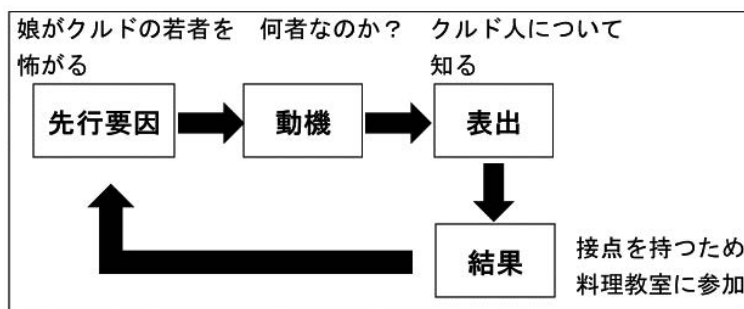 娘がクルドの若者を怖がる
何者なのか？
クルド人について知る
先行要因
動機
表出
結果
接点を持つため料理教室に参加